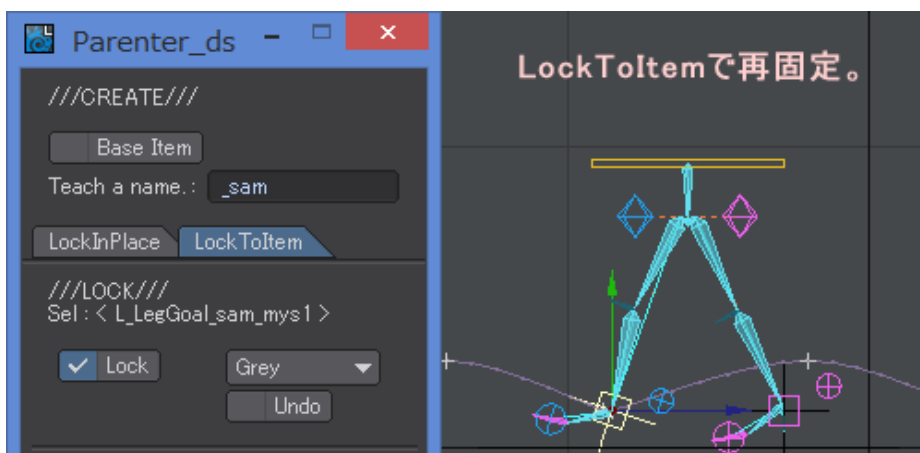 Parenter_ds
LockToItemで再固定。
///CREATE///
Base Item
Teach a name.: _sam
LockInPlace LockToItem
///LOCK///
Sel : < L_LegGoal_sam_mys1 >
Lock Grey
Undo